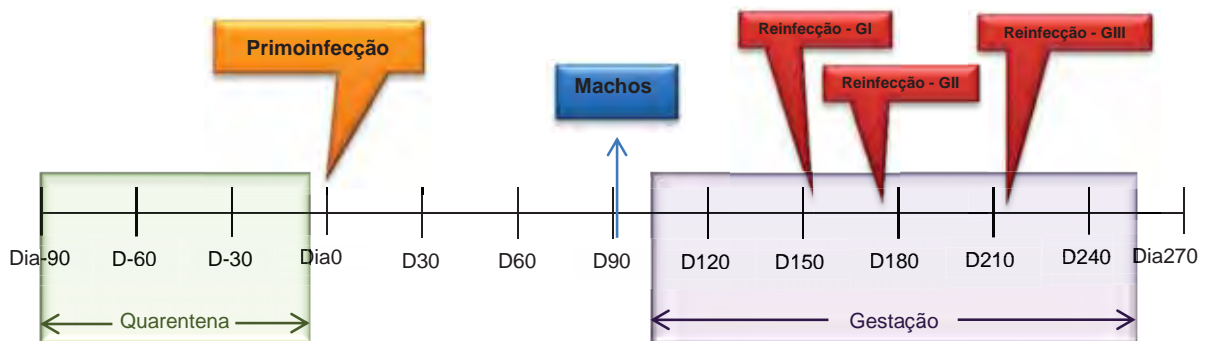 Primoinfecção
Machos
Reinfecção - GI
Reinfecção - GII
Reinfecção - GIII
Dia-90
D-60
D-30
Dia0
D30
D60
D90
D120
D150
D180
D210
D240
Dia270
Quarentena
Gestação